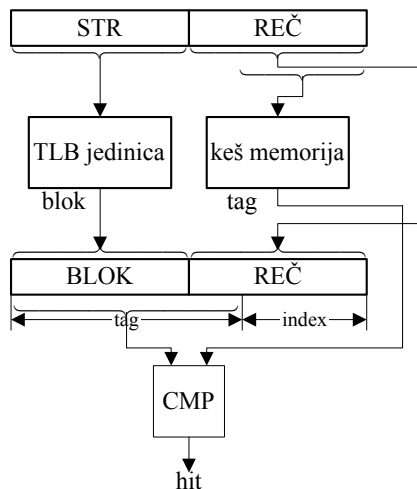 STR REČ
TLB jedinica keš memorija
blok tag
BLOK REČ
tag index
CMP
hit